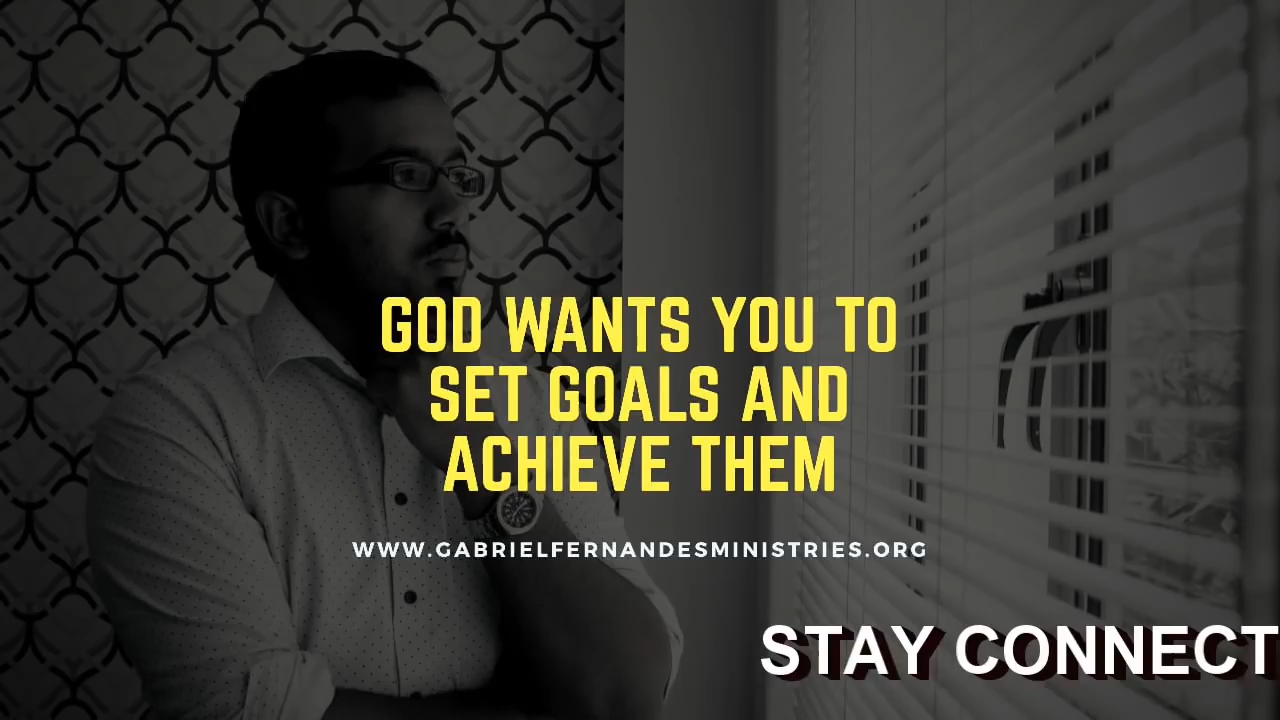 GOD WANTS YOU TO
SET GOALS AND
ACHIEVE THEM
WWW.GABRIELFERNANDESMINISTRIES.ORG
STAY CONNECT